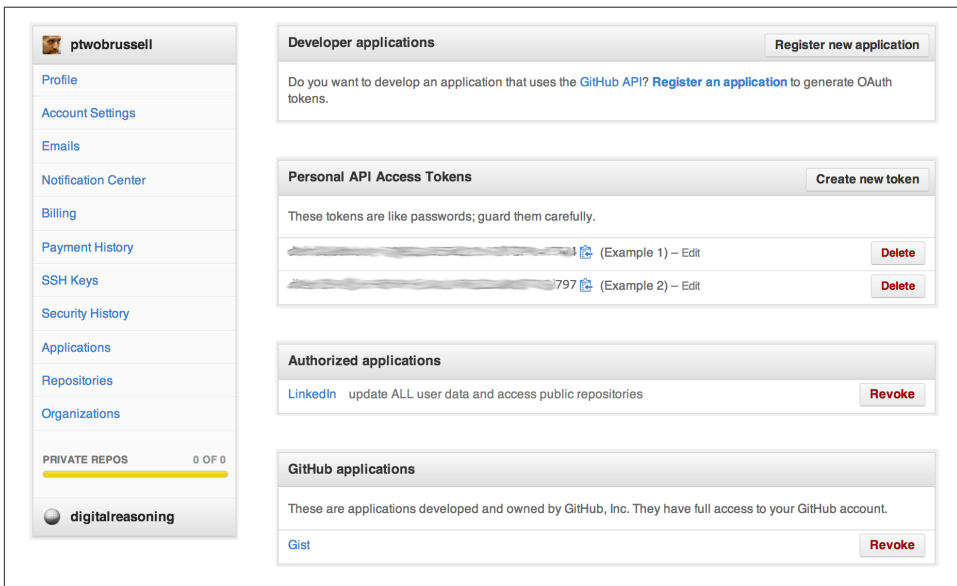 ptwobrussell
Profile
Account Settings
Emails
Notification Center
Billing
Payment History
SSH Keys
Security History
Applications
Repositories
Organizations
PRIVATE REPOS 0 OF 0
digitalreasoning
Developer applications
Register new application
Do you want to develop an application that uses the GitHub API? Register an application to generate OAuth
tokens.
Personal API Access Tokens
Create new token
These tokens are like passwords; guard them carefully.
(Example 1) – Edit
Delete
797 (Example 2) – Edit
Delete
Authorized applications
LinkedIn update ALL user data and access public repositories
Revoke
GitHub applications
These are applications developed and owned by GitHub, Inc. They have full access to your GitHub account.
Gist
Revoke